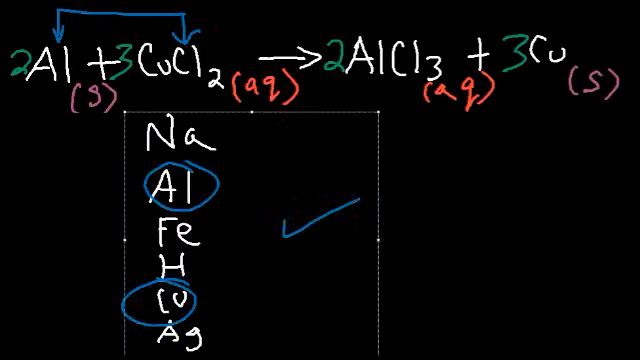 2Al + 3CuCl2 → 2AlCl3 + 3Cu
(s) (aq) (aq) (s)
Na
Al
Fe
H
Cu
Ag